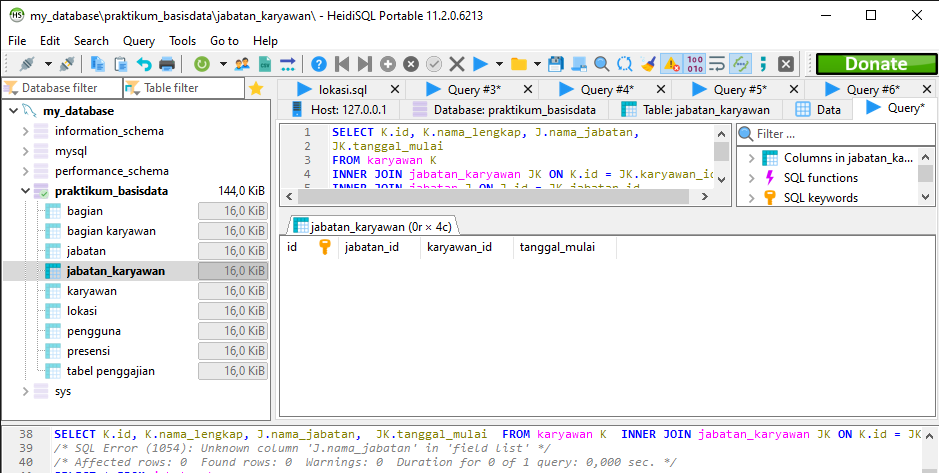 my_database\praktikum_basisdata\jabatan_karyawan\ - HeidiSQL Portable 11.2.0.6213
File Edit Search Query Tools Go to Help
Donate
Database filter Table filter
lokasi.sql Query #3* Query #4* Query #5* Query #6*
Host: 127.0.0.1 Database: praktikum_basisdata Table: jabatan_karyawan Data Query*
my_database
information_schema
mysql
performance_schema
praktikum_basisdata 144,0 KiB
bagian 16,0 KiB
bagian karyawan 16,0 KiB
jabatan 16,0 KiB
jabatan_karyawan 16,0 KiB
karyawan 16,0 KiB
lokasi 16,0 KiB
pengguna 16,0 KiB
presensi 16,0 KiB
tabel penggajian 16,0 KiB
sys
1 SELECT K.id, K.nama_lengkap, J.nama_jabatan,
2 JK.tanggal_mulai
3 FROM karyawan K
4 INNER JOIN jabatan_karyawan JK ON K.id = JK.karyawan_id
INNER JOIN jabatan J ON J.id = JK.jabatan_id
Filter ...
Columns in jabatan_ka...
SQL functions
SQL keywords
jabatan_karyawan (0r × 4c)
id jabatan_id karyawan_id tanggal_mulai
38 SELECT K.id, K.nama_lengkap, J.nama_jabatan, JK.tanggal_mulai FROM karyawan K INNER JOIN jabatan_karyawan JK ON K.id = JK
39 /* SQL Error (1054): Unknown column 'J.nama_jabatan' in 'field list' */
40 /* Affected rows: 0 Found rows: 0 Warnings: 0 Duration for 0 of 1 query: 0,000 sec. */